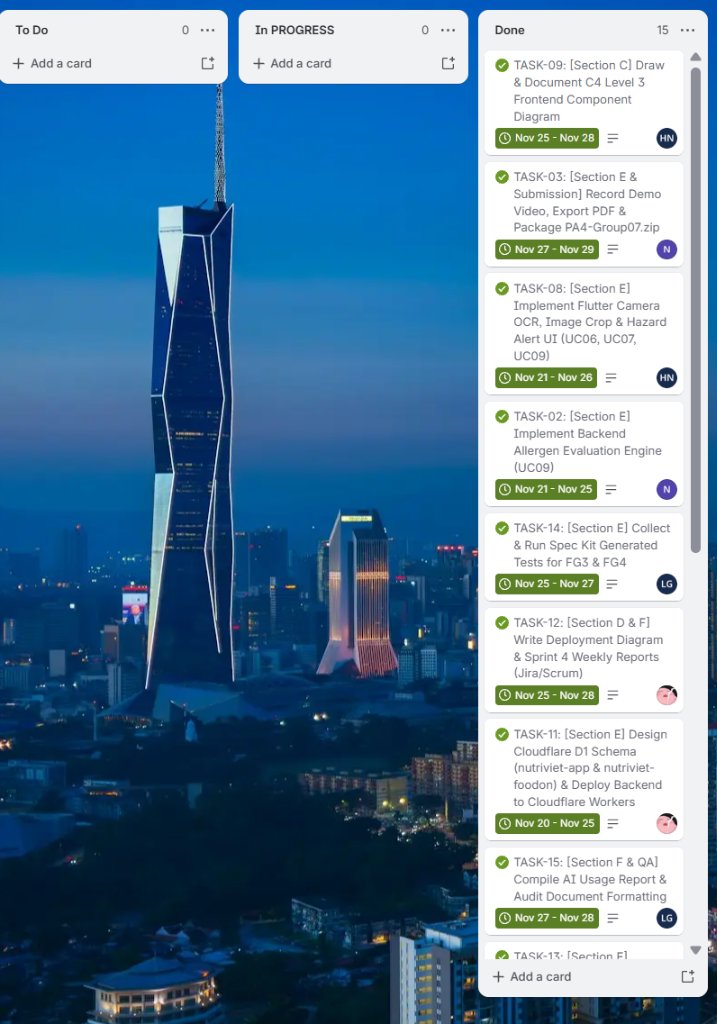 To Do 0
Add a card
In PROGRESS 0
Add a card
Done 15
TASK-09: [Section C] Draw
& Document C4 Level 3
Frontend Component
Diagram
Nov 25 - Nov 28
HN
TASK-03: [Section E &
Submission] Record Demo
Video, Export PDF &
Package PA4-Group07.zip
Nov 27 - Nov 29
N
TASK-08: [Section E]
Implement Flutter Camera
OCR, Image Crop & Hazard
Alert UI (UC06, UC07,
UC09)
Nov 21 - Nov 26
HN
TASK-02: [Section E]
Implement Backend
Allergen Evaluation Engine
(UC09)
Nov 21 - Nov 25
N
TASK-14: [Section E] Collect
& Run Spec Kit Generated
Tests for FG3 & FG4
Nov 25 - Nov 27
LG
TASK-12: [Section D & F]
Write Deployment Diagram
& Sprint 4 Weekly Reports
(Jira/Scrum)
Nov 25 - Nov 28
TASK-11: [Section E] Design
Cloudflare D1 Schema
(nutriviet-app & nutriviet-
foodon) & Deploy Backend
to Cloudflare Workers
Nov 20 - Nov 25
TASK-15: [Section F & QA]
Compile AI Usage Report &
Audit Document Formatting
Nov 27 - Nov 28
LG
TASK-13: [Section E]
Add a card